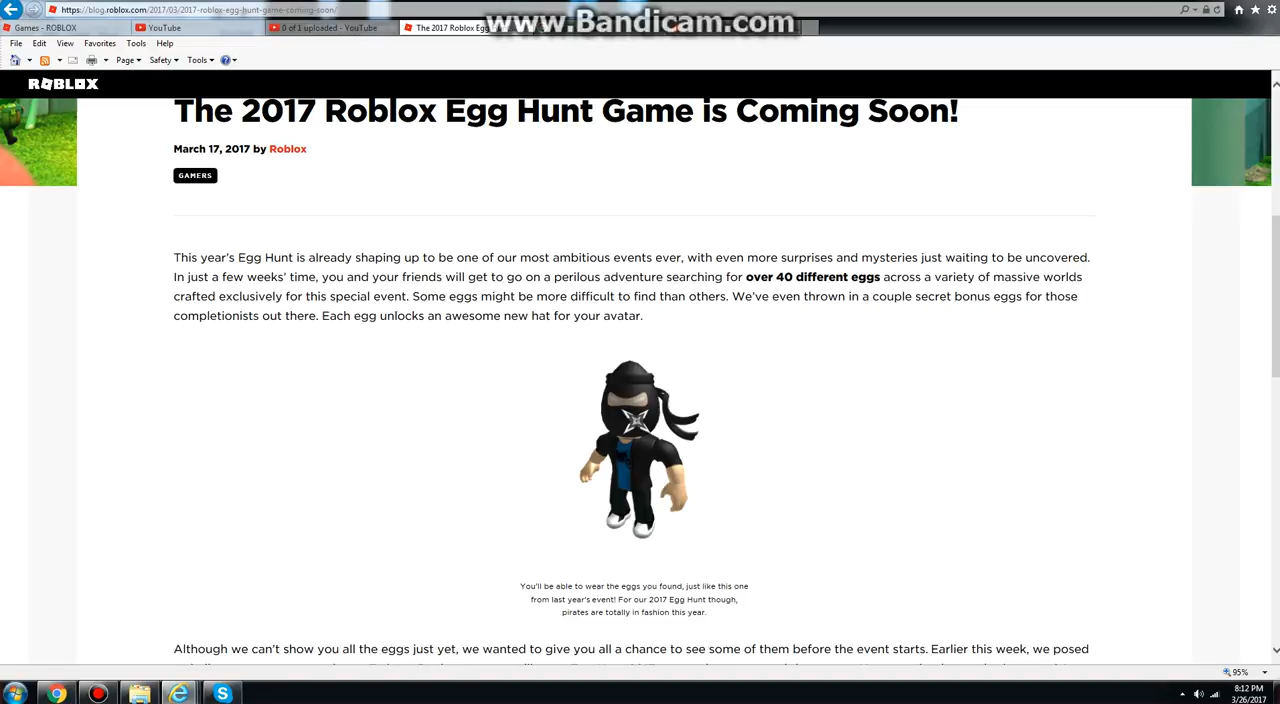 www.Bandicam.com
https://blog.roblox.com/2017/03/2017-roblox-egg-hunt-game-coming-soon/
Games - ROBLOX
YouTube
0 of 1 uploaded - YouTube
The 2017 Roblox Eg
File Edit View Favorites Tools Help
Page Safety Tools
ROBLOX
The 2017 Roblox Egg Hunt Game is Coming Soon!
March 17, 2017 by Roblox
GAMERS
This year's Egg Hunt is already shaping up to be one of our most ambitious events ever, with even more surprises and mysteries just waiting to be uncovered.
In just a few weeks' time, you and your friends will get to go on a perilous adventure searching for over 40 different eggs across a variety of massive worlds
crafted exclusively for this special event. Some eggs might be more difficult to find than others. We've even thrown in a couple secret bonus eggs for those
completionists out there. Each egg unlocks an awesome new hat for your avatar.
You'll be able to wear the eggs you found, just like this one
from last year's event! For our 2017 Egg Hunt though,
pirates are totally in fashion this year.
Although we can't show you all the eggs just yet, we wanted to give you all a chance to see some of them before the event starts. Earlier this week, we posed
95%
8:12 PM
3/26/2017